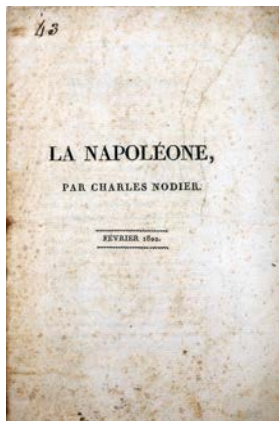 43
LA NAPOLÉONE,
PAR CHARLES NODIER.
FÉVRIER 1802.